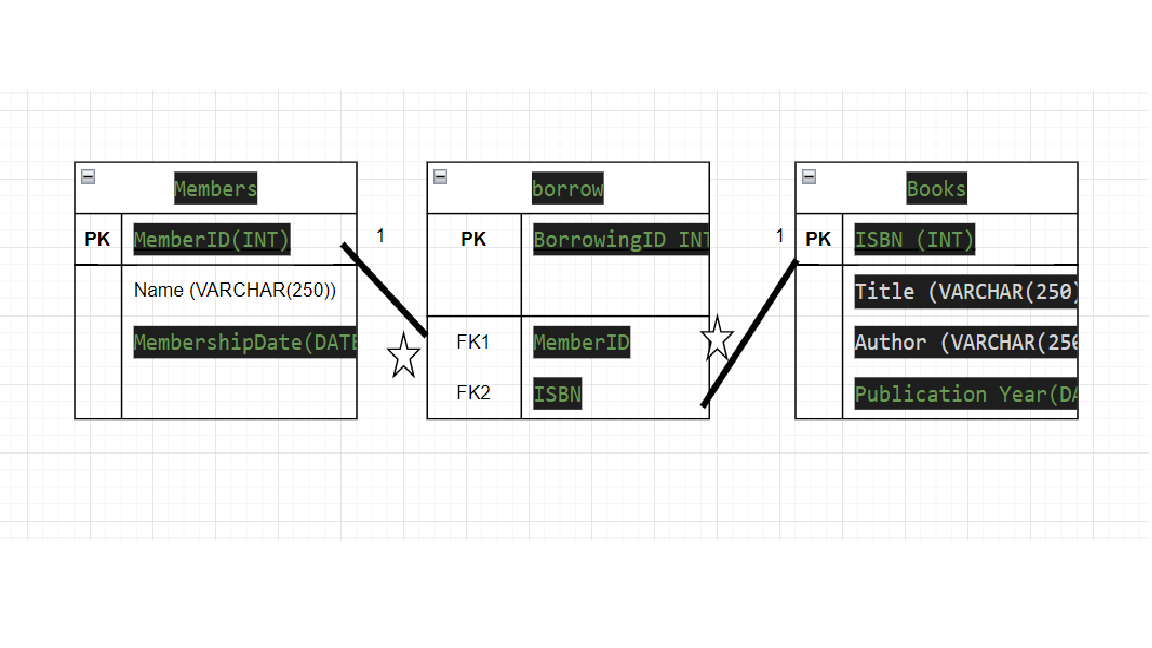 Members
PK MemberID(INT)
Name (VARCHAR(250))
MembershipDate(DATE
1
borrow
PK BorrowingID INT
FK1 MemberID
FK2 ISBN
1
Books
PK ISBN (INT)
Title (VARCHAR(250)
Author (VARCHAR(250
Publication Year(DA